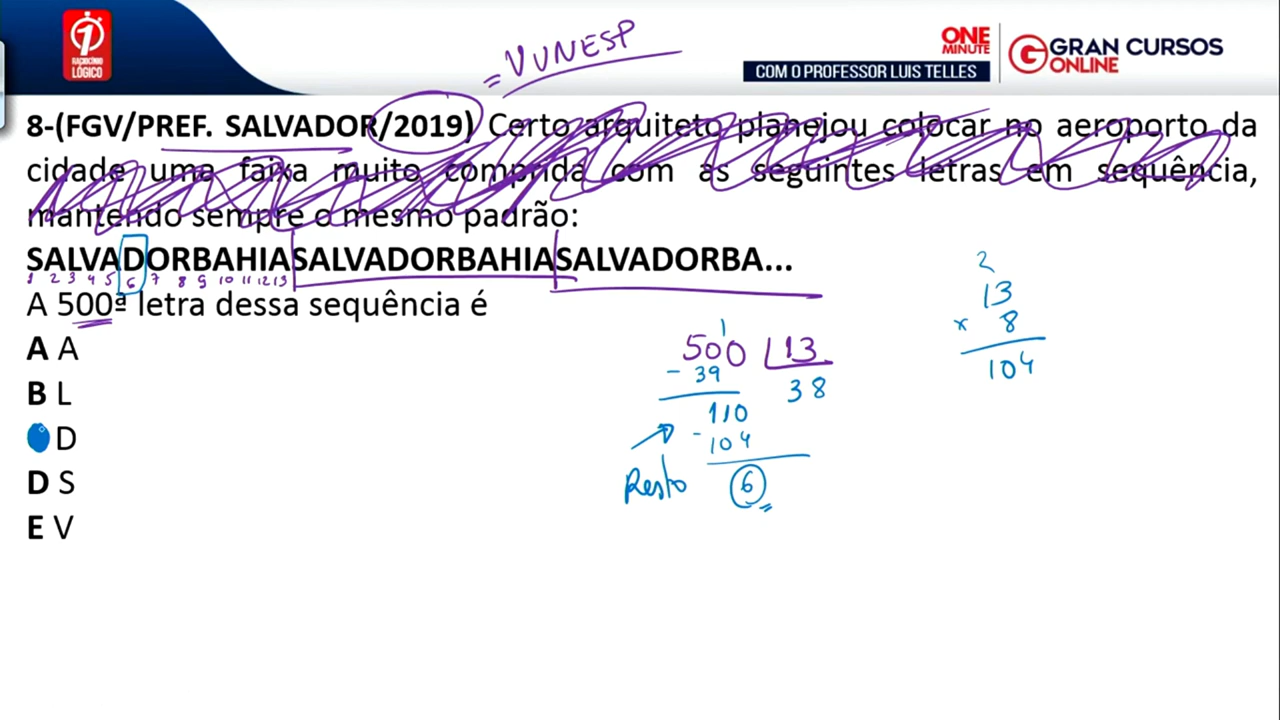 RACIOCÍNIO
LÓGICO
= VUNESP
ONE
MINUTE
COM O PROFESSOR LUIS TELLES
GRAN CURSOS
ONLINE
8-(FGV/PREF. SALVADOR/2019) Certo arquiteto planejou colocar no aeroporto da
cidade uma faixa muito comprida com as seguintes letras em sequência,
mantendo sempre o mesmo padrão:
SALVADORBAHIASALVADORBAHIASALVADORBA...
1 2 3 4 5 6 7 8 9 10 11 12 13
A 500ª letra dessa sequência é
A A
B L
D
D S
E V
1
500 13
- 39 38
110
- 104
Resto 6
2
13
x 8
104